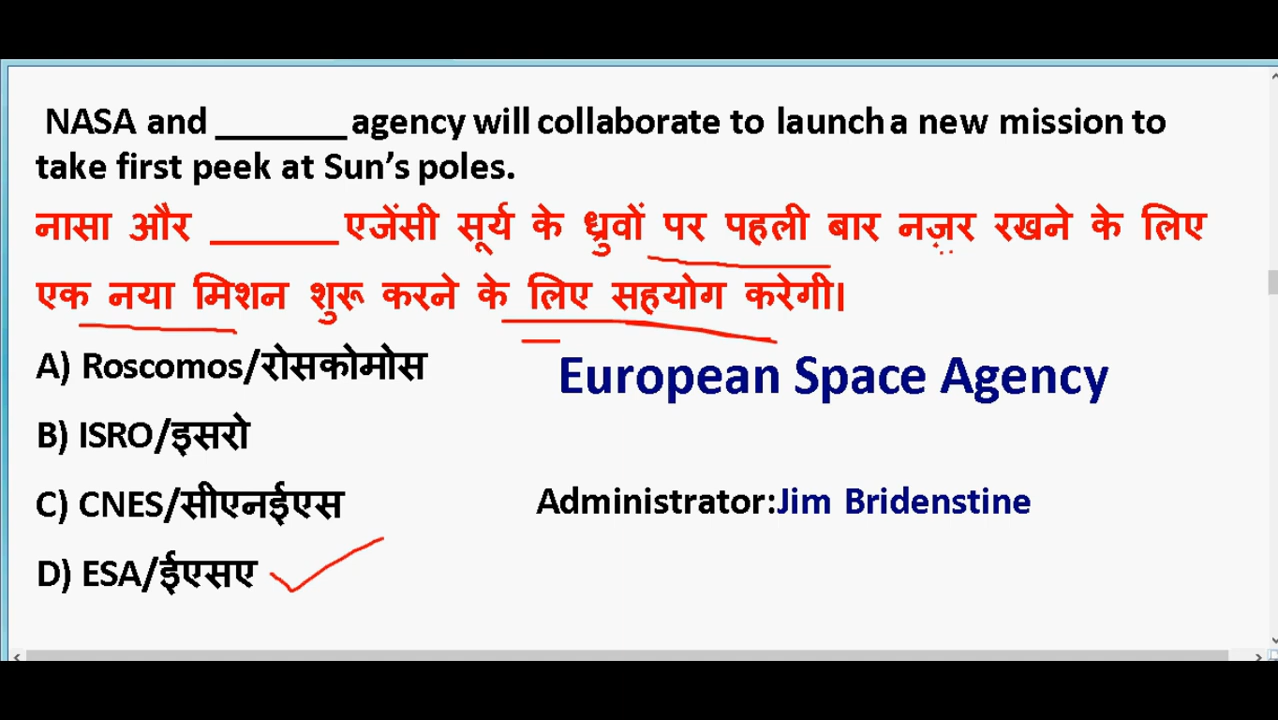 NASA and _______ agency will collaborate to launch a new mission to
take first peek at Sun's poles.
नासा और _______ एजेंसी सूर्य के ध्रुवों पर पहली बार नज़र रखने के लिए
एक नया मिशन शुरू करने के लिए सहयोग करेगी।
A) Roscomos/रोसकोमोस
European Space Agency
B) ISRO/इसरो
C) CNES/सीएनईएस
Administrator:Jim Bridenstine
D) ESA/ईएसए